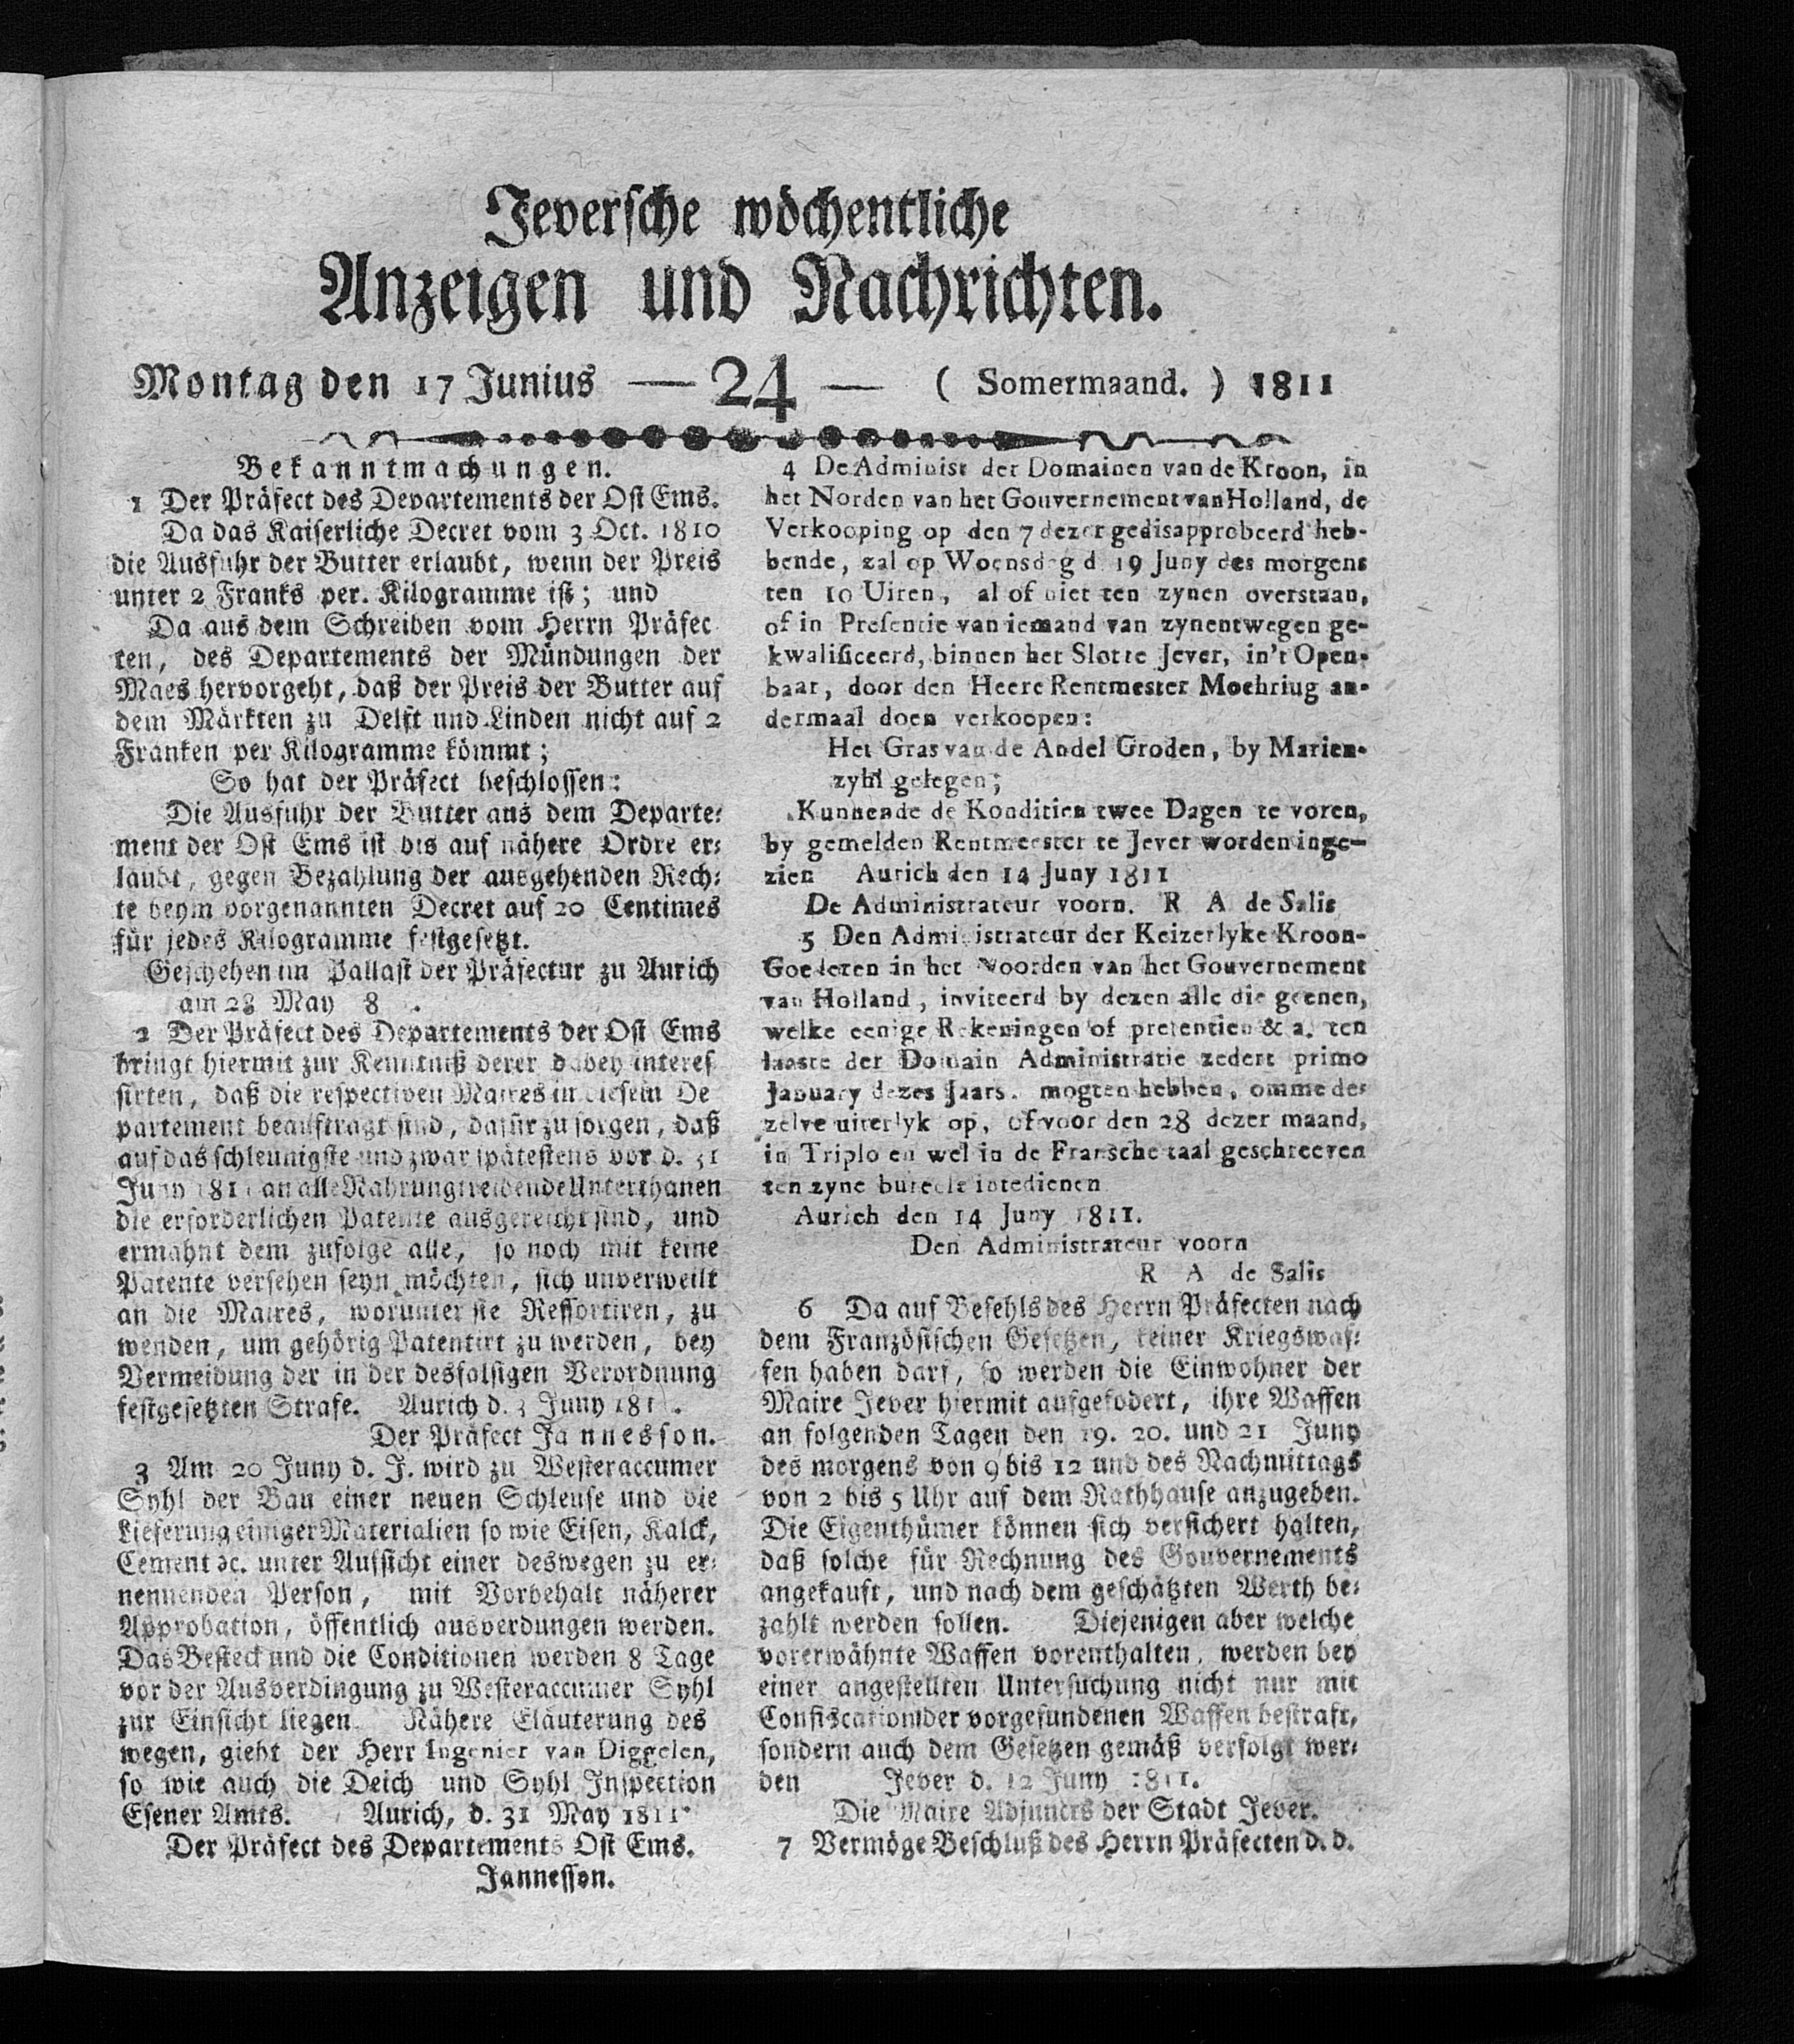 Jeversche wöchentliche
Anzeigen und Nachrichten.
Montag den 17 Junius — 24 — ( Somermaand. ) 1811
Bekanntmachungen.
1 Der Präfect des Departements der Ost Ems.
Da das Kaiserliche Decret vom 3 Oct. 1810
die Ausfuhr der Butter erlaubt, wenn der Preis
unter 2 Franks per. Kilogramme ist; und
Da aus dem Schreiben vom Herrn Präfec
ten, des Departements der Mündungen der
Maes hervorgeht, daß der Preis der Butter auf
dem Märkten zu Delft und Linden nicht auf 2
Franken per Kilogramme kömmt;
So hat der Präfect beschlossen:
Die Ausfuhr der Butter aus dem Departe-
ment der Ost Ems ist bis auf nähere Ordre er-
laubt, gegen Bezahlung der ausgehenden Rech-
te beym vorgenannten Decret auf 20 Centimes
für jedes Kilogramme festgesetzt.
Geschehen im Pallast der Präfectur zu Aurich
am 28 May 8 .
2 Der Präfect des Departements der Ost Ems
bringt hiermit zur Kenntniß derer dabey interes
sirten, daß die respectiven Maires in diesem De
partement beauftragt sind, dafür zu sorgen, daß
auf das schleunigste und zwar spätestens vor d. 31
Juny 1811 an alle Nahrungtreibende Unterthanen
die erforderlichen Patente ausgereicht sind, und
ermahnt dem zufolge alle, so noch mit keine
Patente versehen seyn möchten, sich unverweilt
an die Maires, worunter sie Ressortiren, zu
wenden, um gehörig Patentirt zu werden, bey
Vermeidung der in der desfalsigen Verordnung
festgesetzten Strafe. Aurich d. 3 Juny 181 .
Der Präfect Jannesson.
3 Am 20 Juny d. J. wird zu Westeraccumer
Syhl der Bau einer neuen Schleuse und die
Lieferung einiger Materialien so wie Eisen, Kalck,
Cement ꝛc. unter Aufsicht einer deswegen zu er-
nennenden Person, mit Vorbehalt näherer
Approbation, öffentlich ausverdungen werden.
Das Besteck und die Conditionen werden 8 Tage
vor der Ausverdingung zu Westeraccumer Syhl
zur Einsicht liegen. Nähere Eläuterung des
wegen, giebt der Herr Ingenier van Diggelen,
so wie auch die Deich und Syhl Inspection
Esener Amts. Aurich, d. 31 May 1811.
Der Präfect des Departements Ost Ems.
Jannesson.
4 De Administ der Domainen van de Kroon, in
het Norden van het Gouvernement van Holland, de
Verkooping op den 7 dezer gedisapprobeerd heb-
bende, zal op Woensdag d. 19 Juny des morgens
ten 10 Uiren, al of niet ten zynen overstaan,
of in Presentie van iemand van zynentwegen ge-
kwalificeerd, binnen het Slotte Jever, in't Open-
baar, door den Heere Rentmester Moehriug an-
dermaal doen verkoopen:
Het Gras van de Andel Groden, by Marien-
zyhl gelegen;
Kunnende de Konditien twee Dagen te voren,
by gemelden Rentmeester te Jever worden inge-
zien Aurich den 14 Juny 1811
De Administrateur voorn. R A de Salis
5 Den Administrateur der Keizerlyke Kroon-
Goederen in het Noorden van het Gouvernement
van Holland, inviteerd by dezen alle die geenen,
welke eenige Rekeningen of pretentien & a. ten
laaste der Domain Administratie zedert primo
January dezes Jaars. mogten hebben, omme de-
zelve uiterlyk op, of voor den 28 dezer maand,
in Triplo en wel in de Fransche taal geschreeven
ten zyne bureele intedienen
Aurich den 14 Juny 1811.
Den Administrateur voorn
R A de Salis
6 Da auf Befehls des Herrn Präfecten nach
dem Französischen Gesetzen, keiner Kriegswaf-
fen haben darf, so werden die Einwohner der
Maire Jever hiermit aufgefodert, ihre Waffen
an folgenden Tagen den 19. 20. und 21 Juny
des morgens von 9 bis 12 und des Nachmittags
von 2 bis 5 Uhr auf dem Rathhause anzugeben.
Die Eigenthümer können sich versichert halten,
daß solche für Rechnung des Gouvernements
angekauft, und nach dem geschätzten Werth be-
zahlt werden sollen. Diejenigen aber welche
vorerwähnte Waffen vorenthalten, werden bey
einer angestellten Untersuchung nicht nur mit
Confiscation der vorgefundenen Waffen bestraft,
sondern auch dem Gesetzen gemäß verfolgt wer-
den Jever d. 12 Juny 1811.
Die Maire Adjuncts der Stadt Jever.
7 Vermöge Beschluß des Herrn Präfecten d. d.